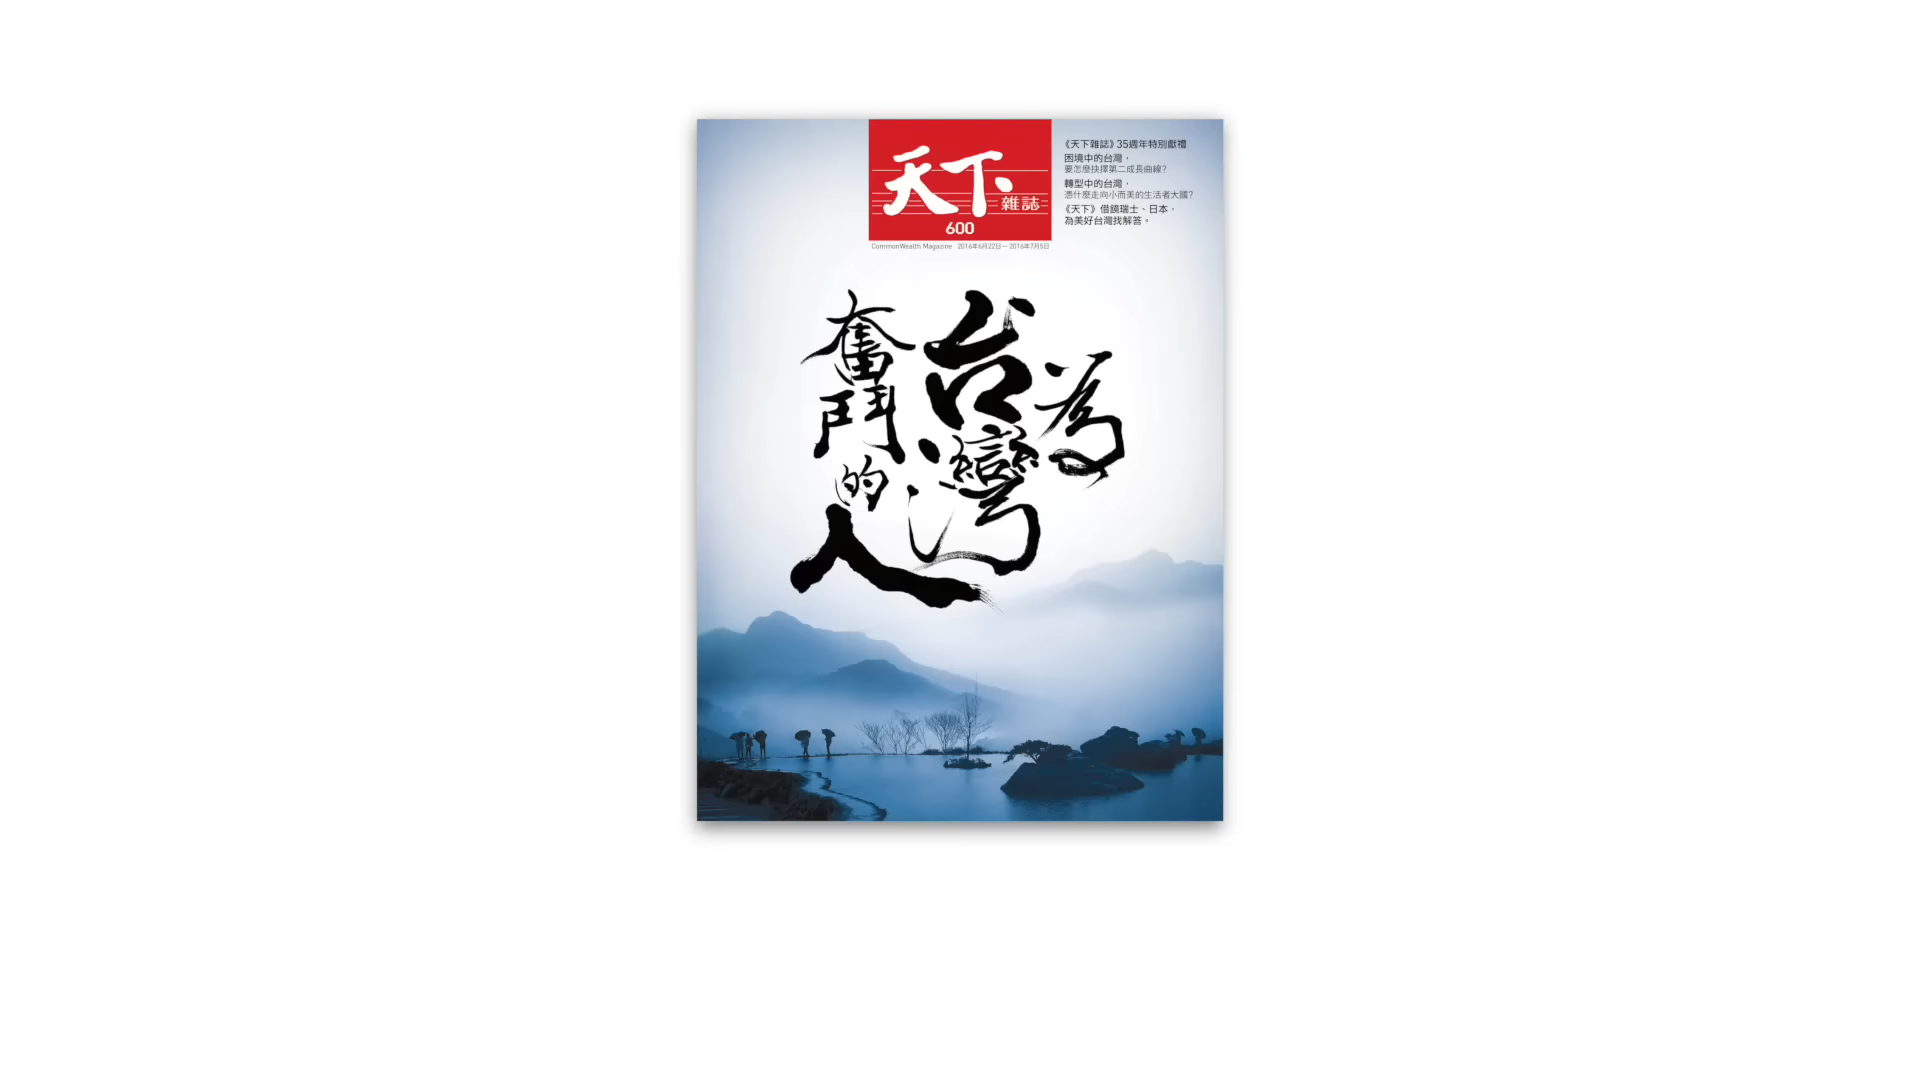 天下
雜誌
600
CommonWealth Magazine 2016年6月22日—2016年7月5日
《天下雜誌》35週年特別獻禮
困境中的台灣，
要怎麼抉擇第二成長曲線？
轉型中的台灣，
憑什麼走向小而美的生活者大國？
《天下》借鏡瑞士、日本，
為美好台灣找解答。
為
台灣
奮鬥的人